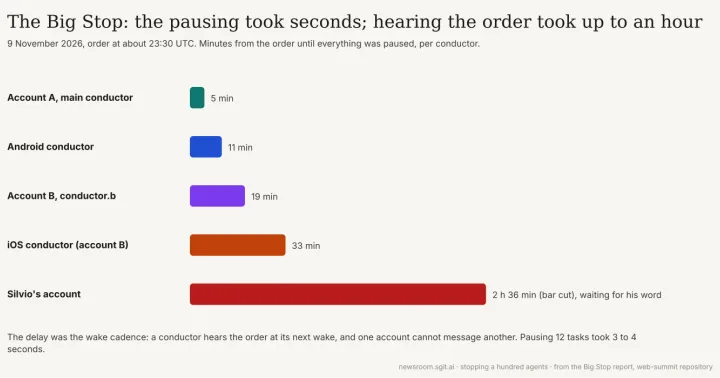 The Big Stop: the pausing took seconds; hearing the order took up to an hour
9 November 2026, order at about 23:30 UTC. Minutes from the order until everything was paused, per conductor.
Account A, main conductor 5 min
Android conductor 11 min
Account B, conductor.b 19 min
iOS conductor (account B) 33 min
Silvio's account 2 h 36 min (bar cut), waiting for his word
The delay was the wake cadence: a conductor hears the order at its next wake, and one account cannot message another. Pausing 12 tasks took 3 to 4
seconds.
newsroom.sgit.ai · stopping a hundred agents · from the Big Stop report, web-summit repository